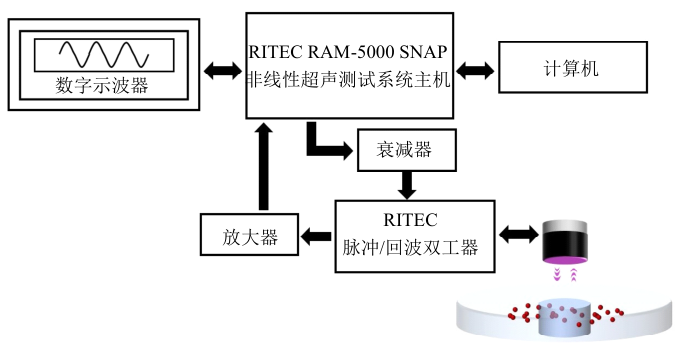 数字示波器
RITEC RAM-5000 SNAP
非线性超声测试系统主机
计算机
衰减器
RITEC
脉冲/回波双工器
放大器